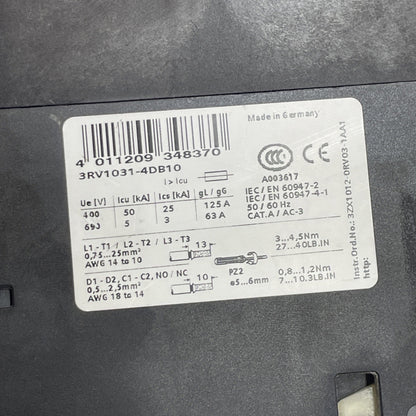 Made in Germany
4 011209 348370
3RV1031-4DB10
I > Icu
Ue [V] Icu [kA] Ics [kA] gL / gG
400 50 25 125 A
690 5 3 63 A
CCC
A003617
IEC / EN 60947-2
IEC / EN 60947-4-1
50 / 60 Hz
CAT.A / AC-3
L1 - T1 / L2 - T2 / L3 - T3
0,75...25mm²
AWG 14 to 10
13
3...4,5Nm
27...40LB.IN
D1 - D2, C1 - C2, NO / NC
0,5...2,5mm²
AWG 18 to 14
10
PZ2
ø5...6mm
0,8...1,2Nm
7...10.3LB.IN
Instr.Ord.No.: 3ZX1012-0RV03-1AA1
http: